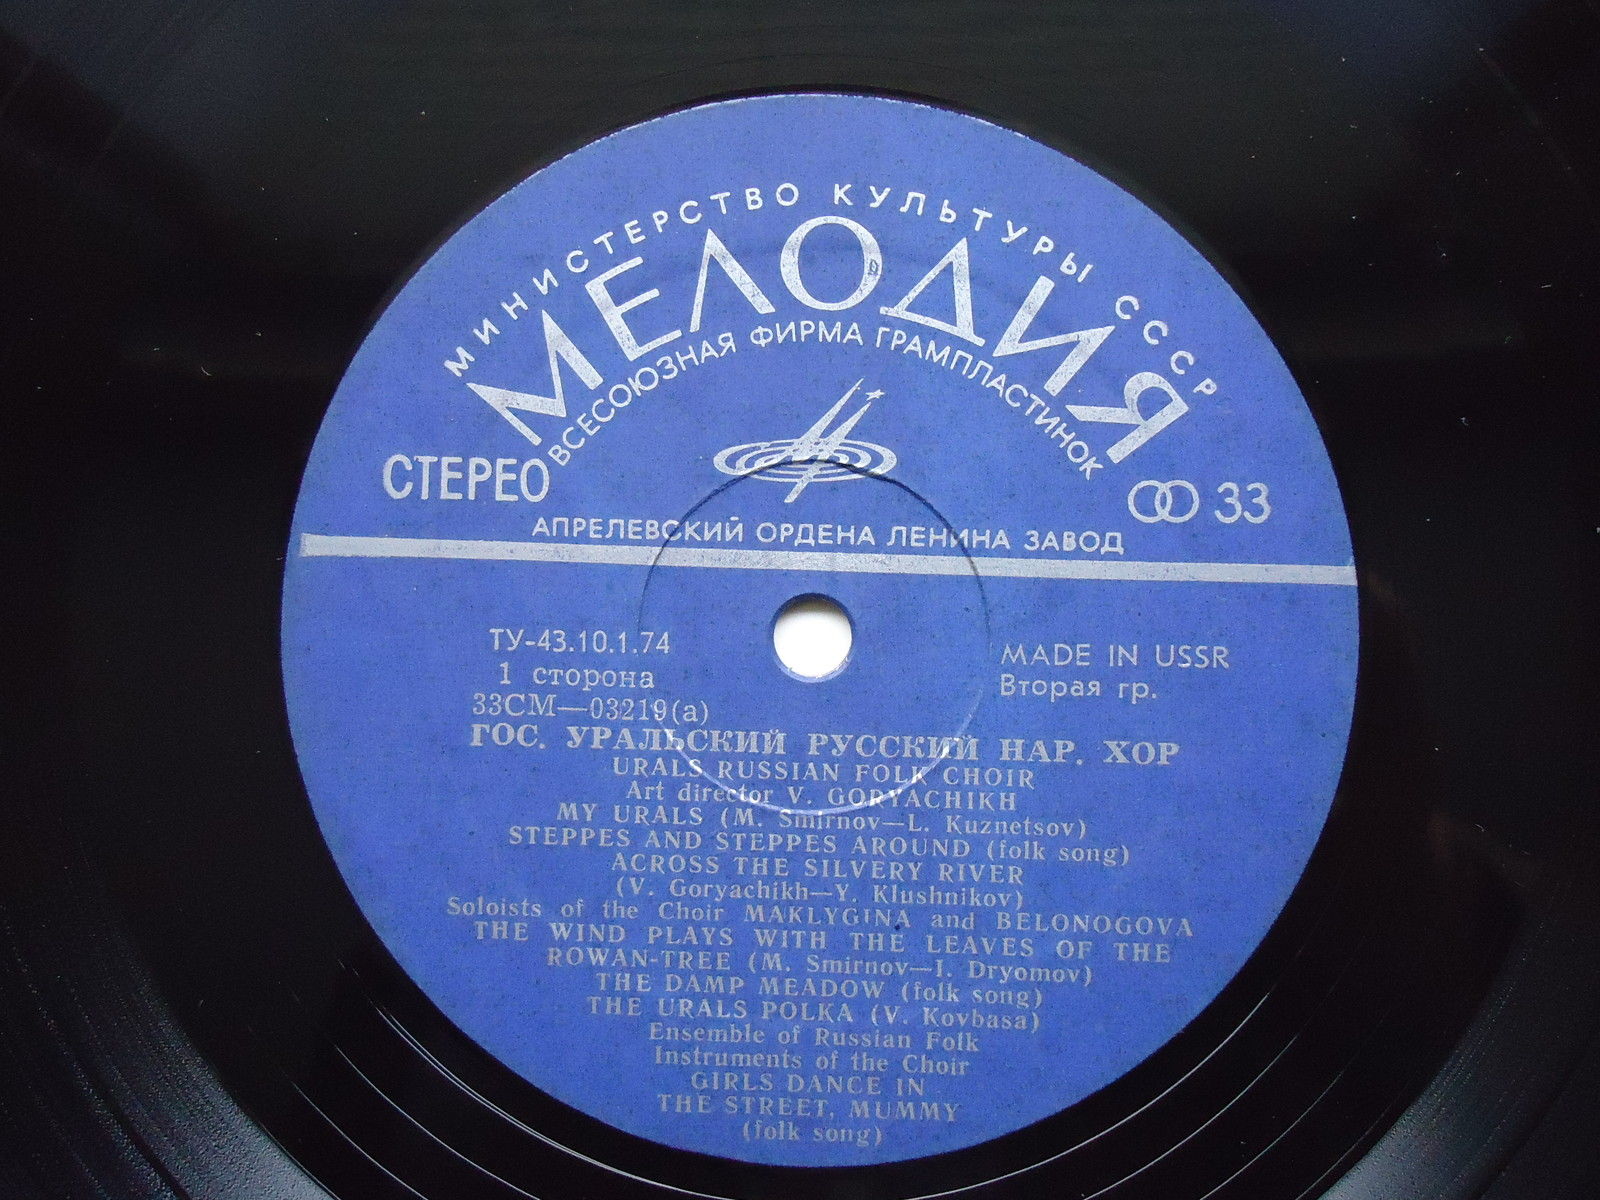 МИНИСТЕРСТВО КУЛЬТУРЫ СССР
МЕЛОДИЯ
ВСЕСОЮЗНАЯ ФИРМА ГРАМПЛАСТИНОК
СТЕРЕО
33
АПРЕЛЕВСКИЙ ОРДЕНА ЛЕНИНА ЗАВОД
ТУ-43.10.1.74
1 сторона
33СМ—03219(а)
MADE IN USSR
Вторая гр.
ГОС. УРАЛЬСКИЙ РУССКИЙ НАР. ХОР
URALS RUSSIAN FOLK CHOIR
Art director V. GORYACHIKH
MY URALS (M. Smirnov—L. Kuznetsov)
STEPPES AND STEPPES AROUND (folk song)
ACROSS THE SILVERY RIVER
(V. Goryachikh—Y. Klushnikov)
Soloists of the Choir MAKLYGINA and BELONOGOVA
THE WIND PLAYS WITH THE LEAVES OF THE
ROWAN-TREE (M. Smirnov—I. Dryomov)
THE DAMP MEADOW (folk song)
THE URALS POLKA (V. Kovbasa)
Ensemble of Russian Folk
Instruments of the Choir
GIRLS DANCE IN
THE STREET, MUMMY
(folk song)